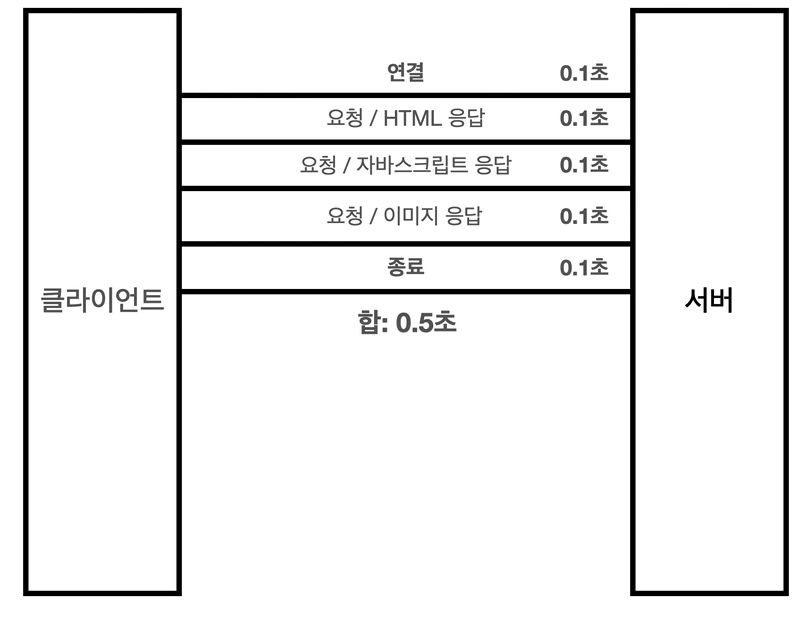 연결 0.1초
요청 / HTML 응답 0.1초
요청 / 자바스크립트 응답 0.1초
요청 / 이미지 응답 0.1초
종료 0.1초
클라이언트
서버
합: 0.5초